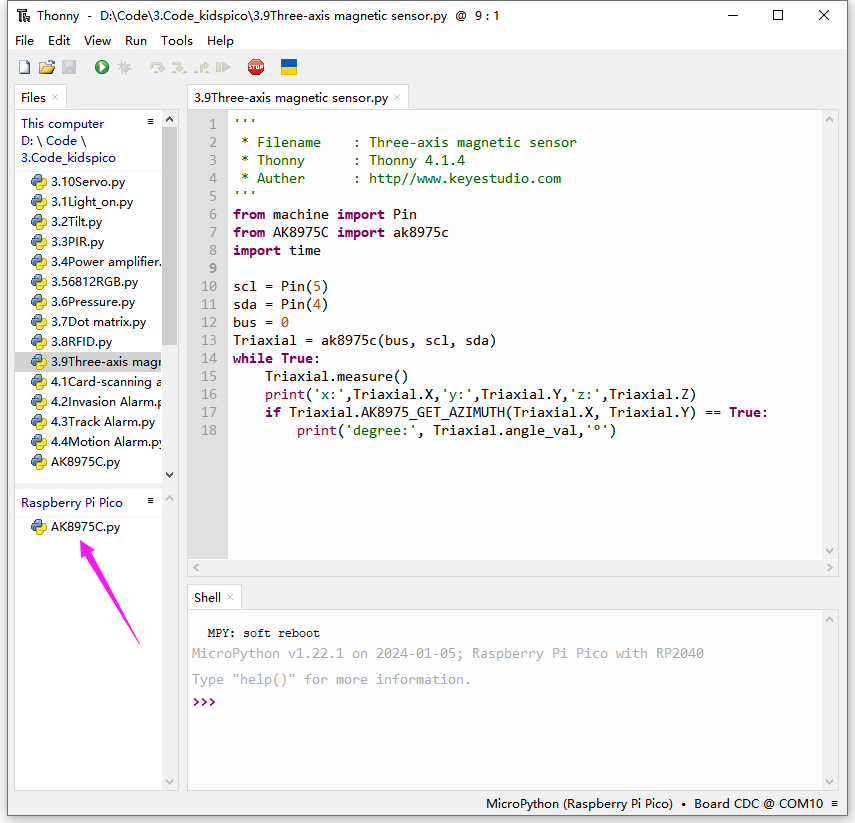 Thonny - D:\Code\3.Code_kidspico\3.9Three-axis magnetic sensor.py @ 9 : 1
File Edit View Run Tools Help
STOP
Files
This computer
D: \ Code \
3.Code_kidspico
3.10Servo.py
3.1Light_on.py
3.2Tilt.py
3.3PIR.py
3.4Power amplifier.
3.56812RGB.py
3.6Pressure.py
3.7Dot matrix.py
3.8RFID.py
3.9Three-axis magr
4.1Card-scanning a
4.2Invasion Alarm.p
4.3Track Alarm.py
4.4Motion Alarm.py
AK8975C.py
Raspberry Pi Pico
AK8975C.py
3.9Three-axis magnetic sensor.py
1 '''
2 * Filename : Three-axis magnetic sensor
3 * Thonny : Thonny 4.1.4
4 * Auther : http//www.keyestudio.com
5 '''
6 from machine import Pin
7 from AK8975C import ak8975c
8 import time
9
10 scl = Pin(5)
11 sda = Pin(4)
12 bus = 0
13 Triaxial = ak8975c(bus, scl, sda)
14 while True:
15 Triaxial.measure()
16 print('x:',Triaxial.X,'y:',Triaxial.Y,'z:',Triaxial.Z)
17 if Triaxial.AK8975_GET_AZIMUTH(Triaxial.X, Triaxial.Y) == True:
18 print('degree:', Triaxial.angle_val,'°')
Shell
MPY: soft reboot
MicroPython v1.22.1 on 2024-01-05; Raspberry Pi Pico with RP2040
Type "help()" for more information.
>>>
MicroPython (Raspberry Pi Pico) • Board CDC @ COM10